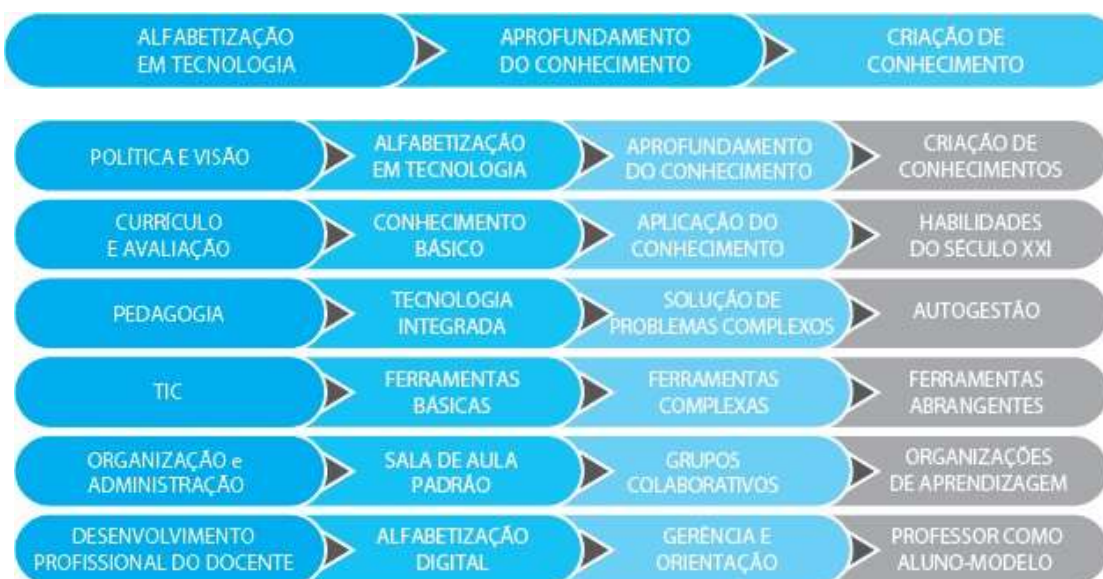 ALFABETIZAÇÃO
EM TECNOLOGIA
APROFUNDAMENTO
DO CONHECIMENTO
CRIAÇÃO DE
CONHECIMENTO
POLÍTICA E VISÃO
ALFABETIZAÇÃO
EM TECNOLOGIA
APROFUNDAMENTO
DO CONHECIMENTO
CRIAÇÃO DE
CONHECIMENTOS
CURRÍCULO
E AVALIAÇÃO
CONHECIMENTO
BÁSICO
APLICAÇÃO DO
CONHECIMENTO
HABILIDADES
DO SÉCULO XXI
PEDAGOGIA
TECNOLOGIA
INTEGRADA
SOLUÇÃO DE
PROBLEMAS COMPLEXOS
AUTOGESTÃO
TIC
FERRAMENTAS
BÁSICAS
FERRAMENTAS
COMPLEXAS
FERRAMENTAS
ABRANGENTES
ORGANIZAÇÃO e
ADMINISTRAÇÃO
SALA DE AULA
PADRÃO
GRUPOS
COLABORATIVOS
ORGANIZAÇÕES
DE APRENDIZAGEM
DESENVOLVIMENTO
PROFISSIONAL DO DOCENTE
ALFABETIZAÇÃO
DIGITAL
GERÊNCIA E
ORIENTAÇÃO
PROFESSOR COMO
ALUNO-MODELO